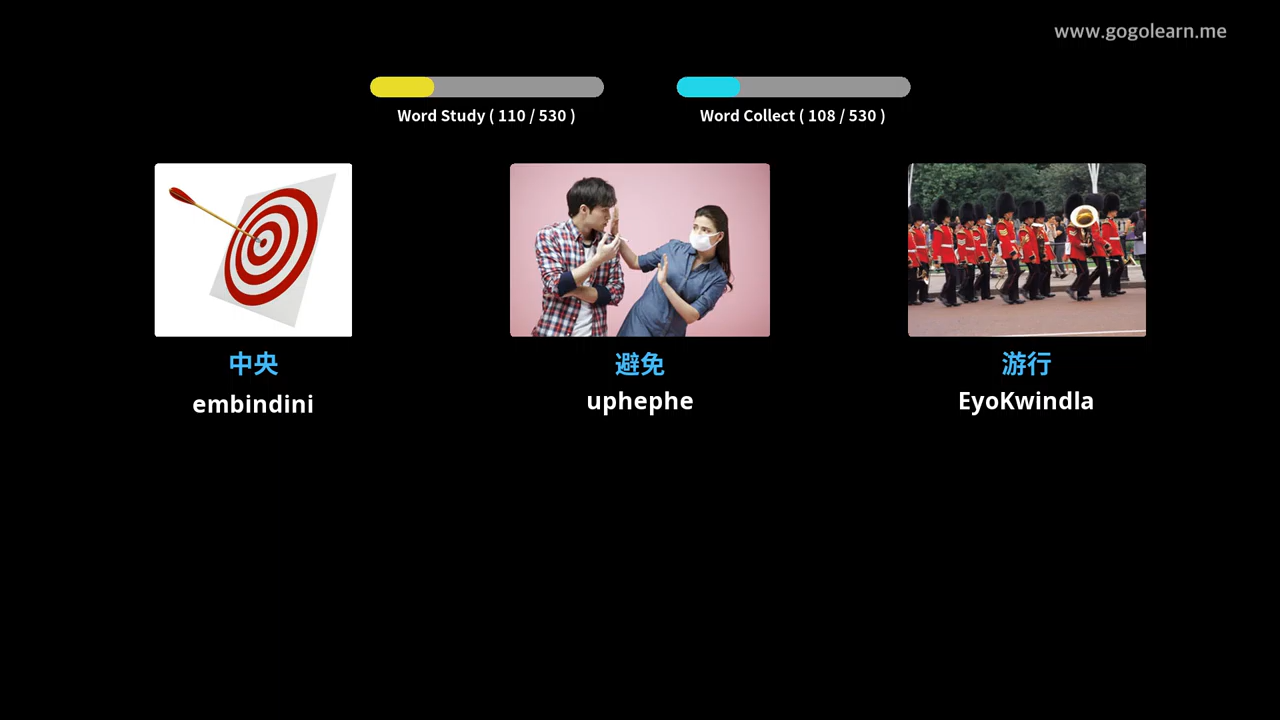 www.gogolearn.me
Word Study ( 110 / 530 )
Word Collect ( 108 / 530 )
中央
embindini
避免
uphephe
游行
EyoKwindla